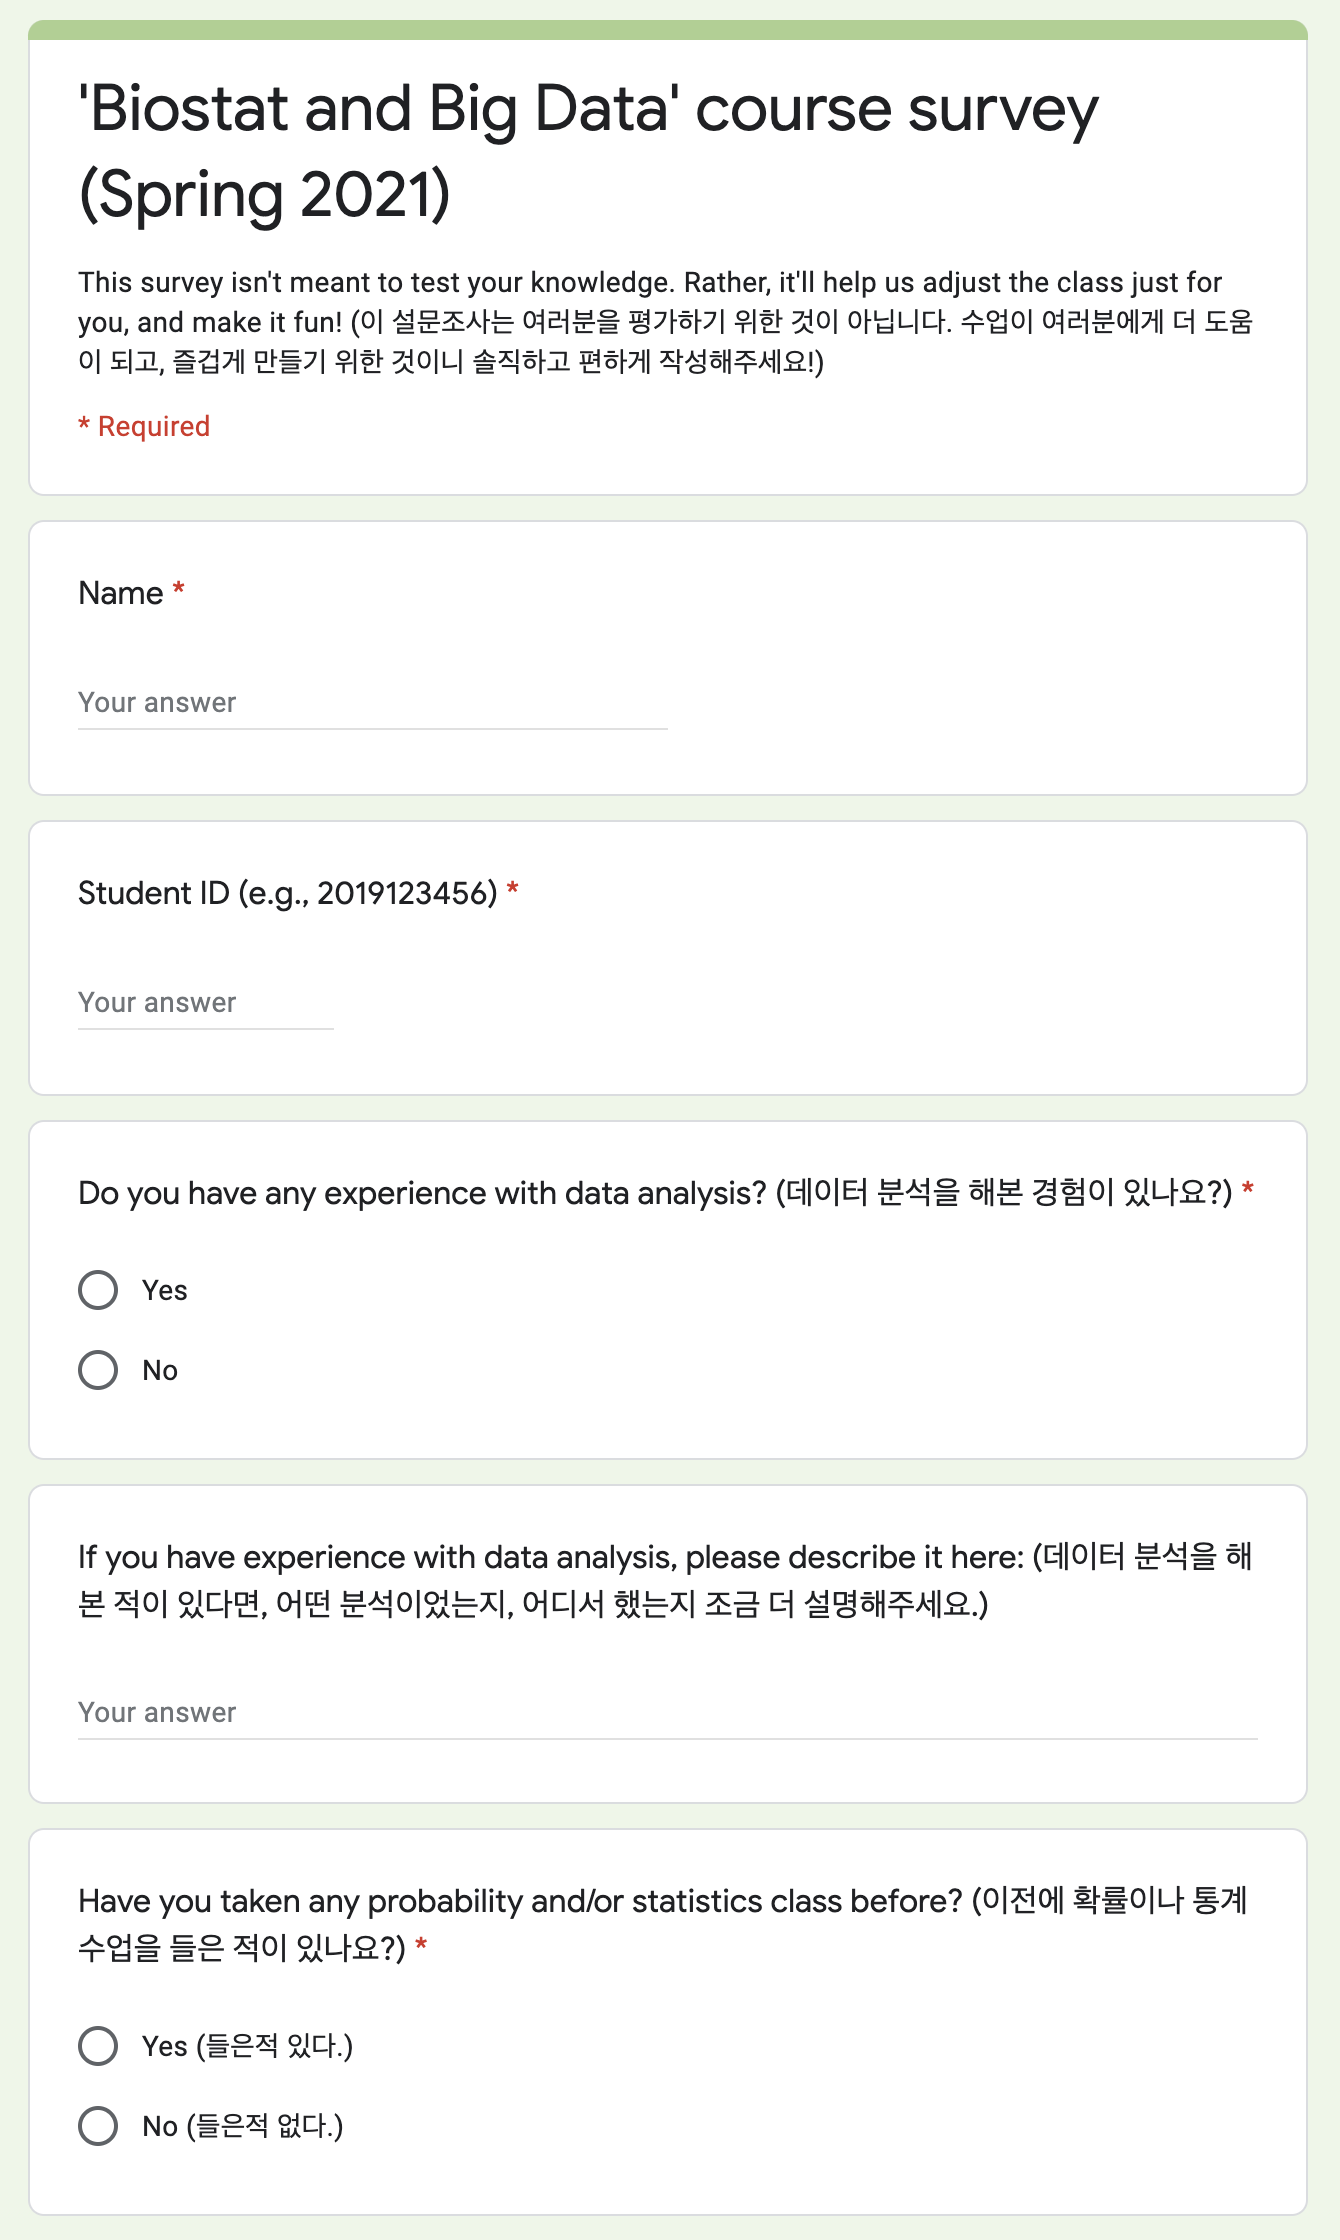 'Biostat and Big Data' course survey
(Spring 2021)
This survey isn't meant to test your knowledge. Rather, it'll help us adjust the class just for
you, and make it fun! (이 설문조사는 여러분을 평가하기 위한 것이 아닙니다. 수업이 여러분에게 더 도움
이 되고, 즐겁게 만들기 위한 것이니 솔직하고 편하게 작성해주세요!)
* Required
Name *
Your answer
Student ID (e.g., 2019123456) *
Your answer
Do you have any experience with data analysis? (데이터 분석을 해본 경험이 있나요?) *
Yes
No
If you have experience with data analysis, please describe it here: (데이터 분석을 해
본 적이 있다면, 어떤 분석이었는지, 어디서 했는지 조금 더 설명해주세요.)
Your answer
Have you taken any probability and/or statistics class before? (이전에 확률이나 통계
수업을 들은 적이 있나요?) *
Yes (들은적 있다.)
No (들은적 없다.)